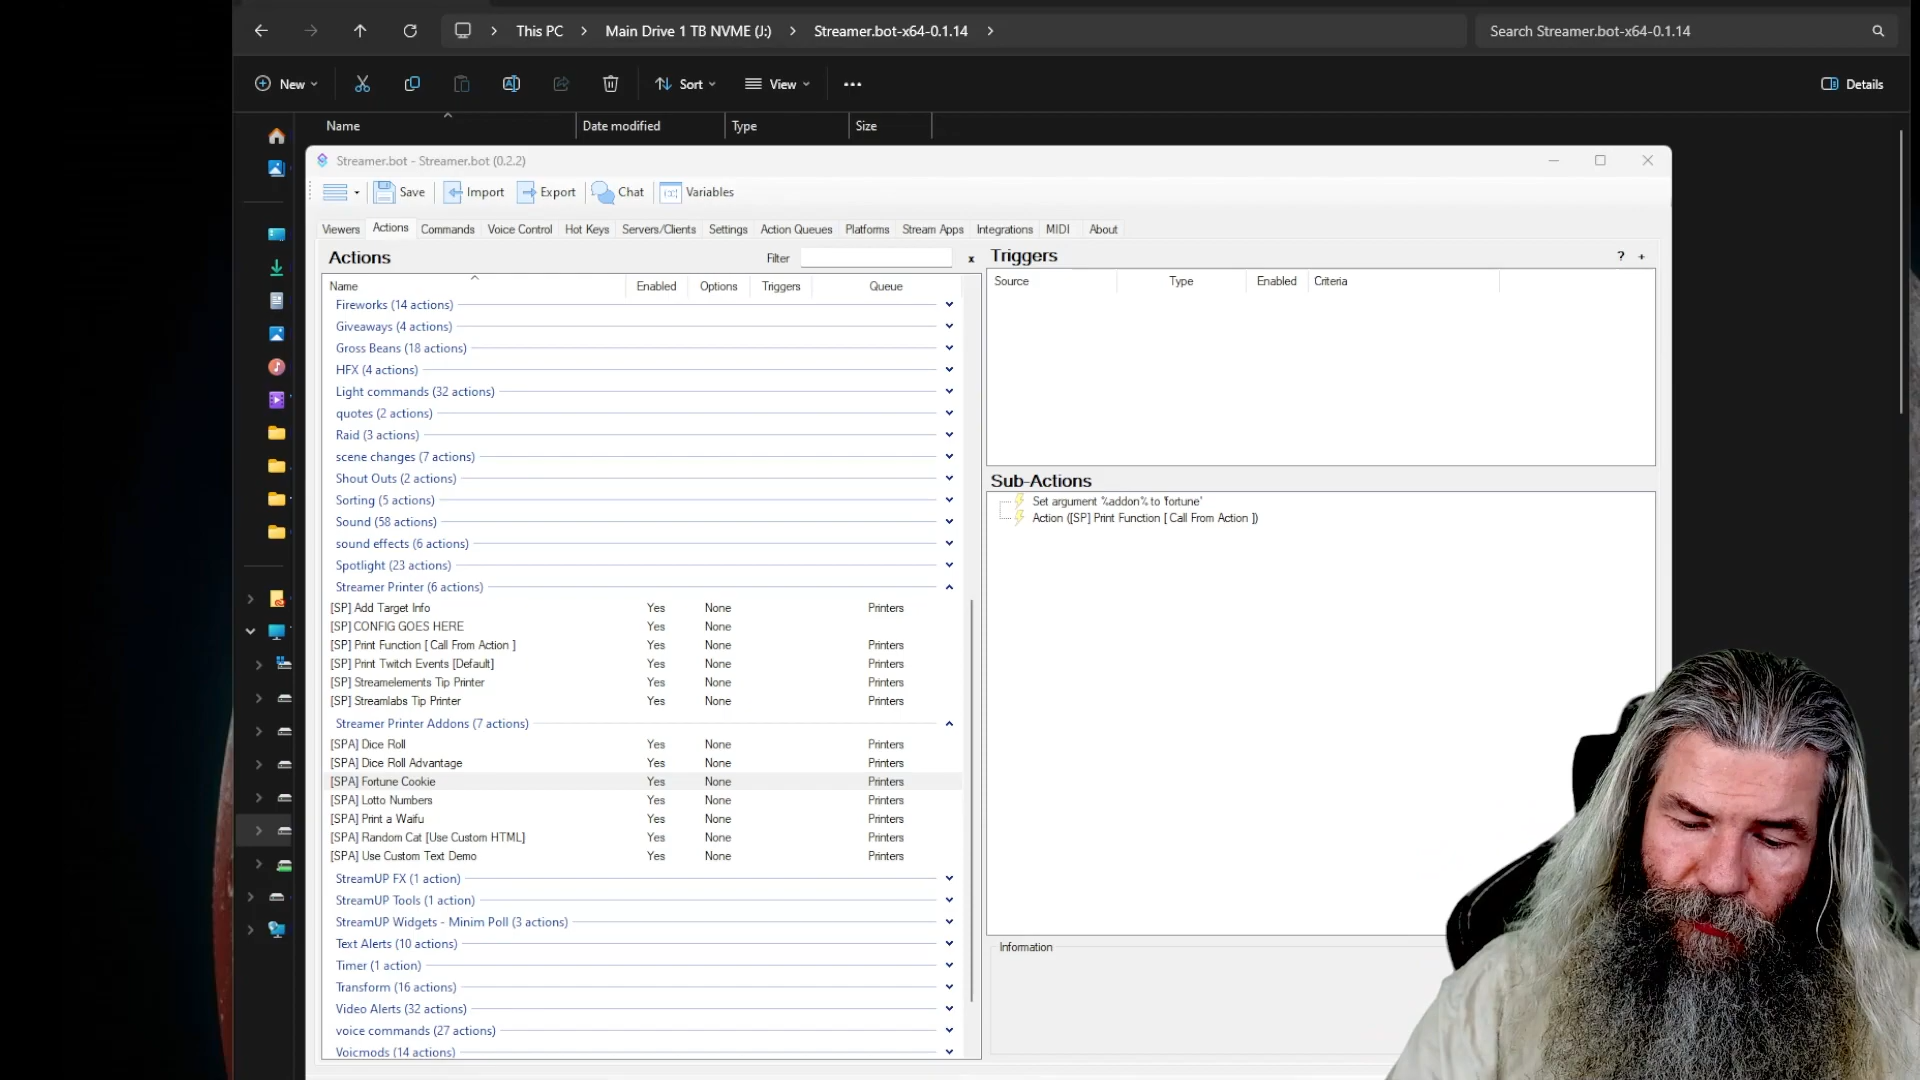 This PC > Main Drive 1 TB NVME (J:) > Streamer.bot-x64-0.1.14 >
Search Streamer.bot-x64-0.1.14
New
Sort
View
Details
Name Date modified Type Size
Streamer.bot - Streamer.bot (0.2.2)
Save Import Export Chat Variables
Viewers Actions Commands Voice Control Hot Keys Servers/Clients Settings Action Queues Platforms Stream Apps Integrations MIDI About
Actions
Filter
x
Name Enabled Options Triggers Queue
Fireworks (14 actions)
Giveaways (4 actions)
Gross Beans (18 actions)
HFX (4 actions)
Light commands (32 actions)
quotes (2 actions)
Raid (3 actions)
scene changes (7 actions)
Shout Outs (2 actions)
Sorting (5 actions)
Sound (58 actions)
sound effects (6 actions)
Spotlight (23 actions)
Streamer Printer (6 actions)
[SP] Add Target Info Yes None Printers
[SP] CONFIG GOES HERE Yes None
[SP] Print Function [ Call From Action ] Yes None Printers
[SP] Print Twitch Events [Default] Yes None Printers
[SP] Streamelements Tip Printer Yes None Printers
[SP] Streamlabs Tip Printer Yes None Printers
Streamer Printer Addons (7 actions)
[SPA] Dice Roll Yes None Printers
[SPA] Dice Roll Advantage Yes None Printers
[SPA] Fortune Cookie Yes None Printers
[SPA] Lotto Numbers Yes None Printers
[SPA] Print a Waifu Yes None Printers
[SPA] Random Cat [Use Custom HTML] Yes None Printers
[SPA] Use Custom Text Demo Yes None Printers
StreamUP FX (1 action)
StreamUP Tools (1 action)
StreamUP Widgets - Minim Poll (3 actions)
Text Alerts (10 actions)
Timer (1 action)
Transform (16 actions)
Video Alerts (32 actions)
voice commands (27 actions)
Voicmods (14 actions)
Triggers
? +
Source Type Enabled Criteria
Sub-Actions
Set argument %addon% to 'fortune'
Action ([SP] Print Function [ Call From Action ])
Information